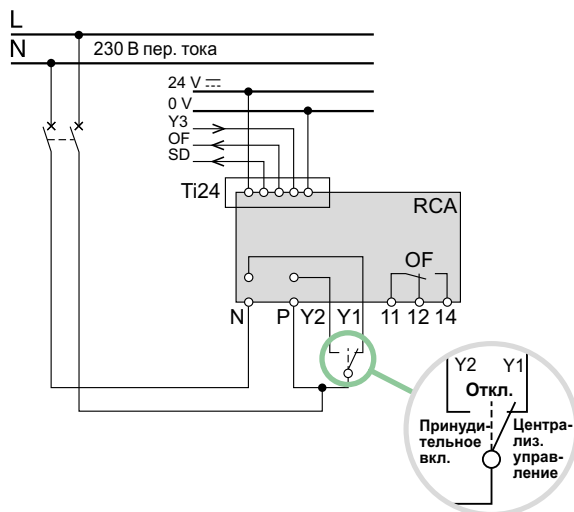 L
N
230 В пер. тока
24 V
0 V
Y3
OF
SD
Ti24
RCA
OF
N P Y2 Y1 11 12 14
Y2 Y1
Откл.
Принуди-
тельное
вкл.
Центра-
лиз.
управ-
ление